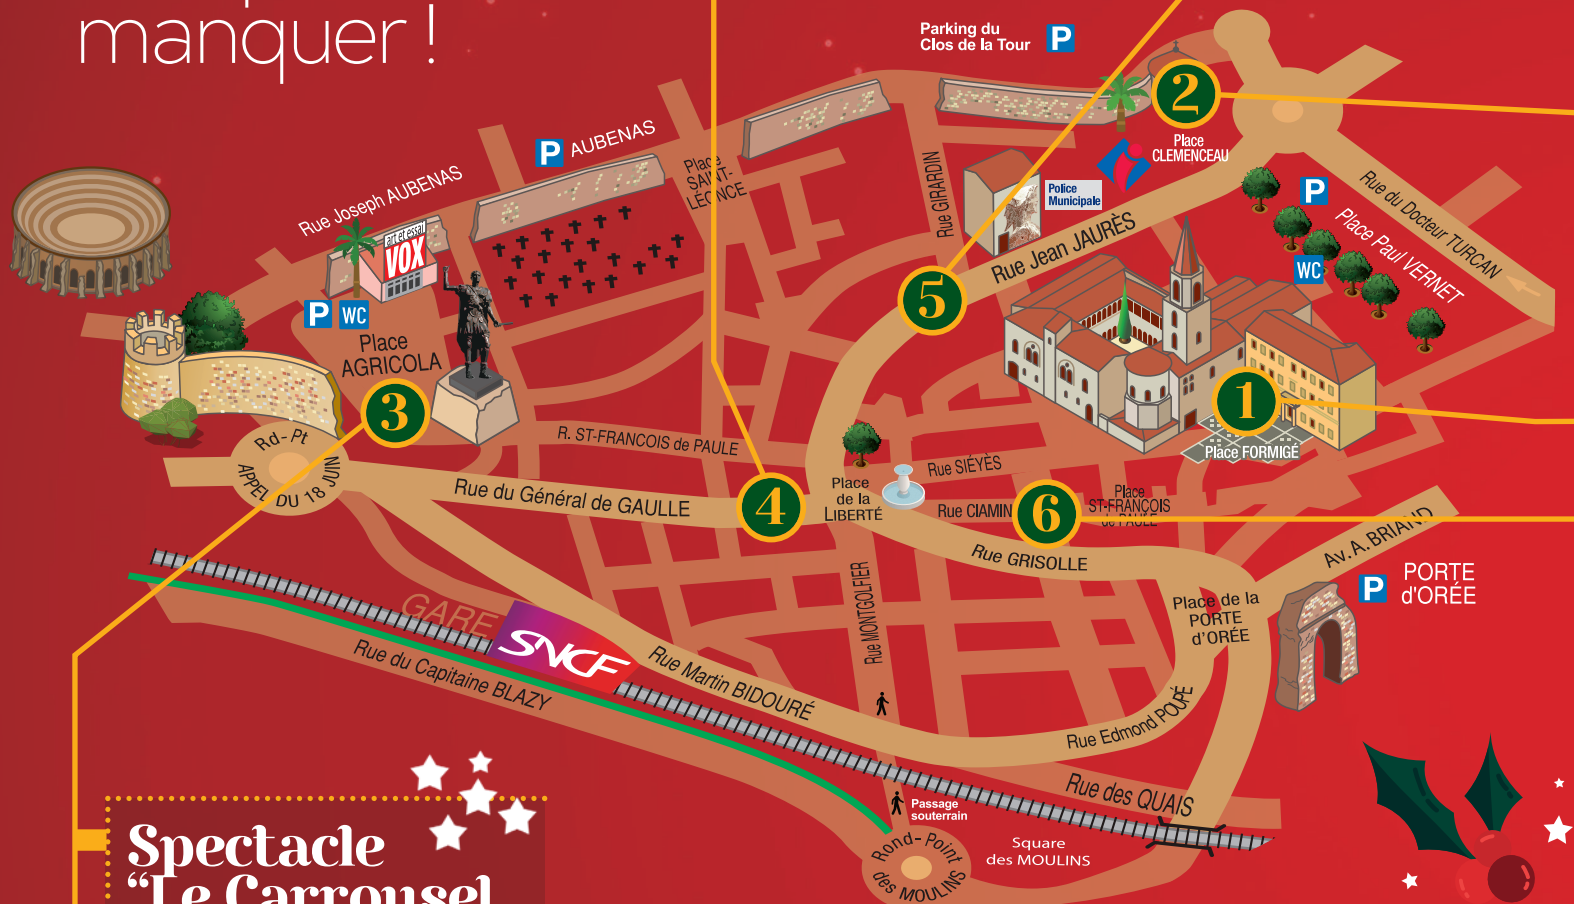 manquer !
Parking du
Clos de la Tour
P
2
Place
CLEMENCEAU
P
AUBENAS
Place
SAINT-
LÉONCE
Rue Joseph AUBENAS
art et essai
VOX
P
WC
Place
AGRICOLA
3
Rue GIRARDIN
Police
Municipale
Rue Jean JAURÈS
5
P
WC
Place Paul VERNET
Rue du Docteur TURCAN
1
Place FORMIGÉ
Rd-Pt
APPEL DU 18 JUIN
R. ST-FRANCOIS de PAULE
Rue du Général de GAULLE
4
Place
de la
LIBERTÉ
Rue SIÉYÈS
Rue CIAMIN
6
Place
ST-FRANÇOIS
de PAULE
Rue GRISOLLE
Av. A. BRIAND
P
PORTE
d'ORÉE
Place de la
PORTE
d'ORÉE
Rue MONTGOLFIER
GARE
SNCF
Rue du Capitaine BLAZY
Rue Martin BIDOURÉ
Rue Edmond POUPÉ
Rue des QUAIS
Passage
souterrain
Square
des MOULINS
Rond-Point
des MOULINS
Spectacle
“Le Carrousel